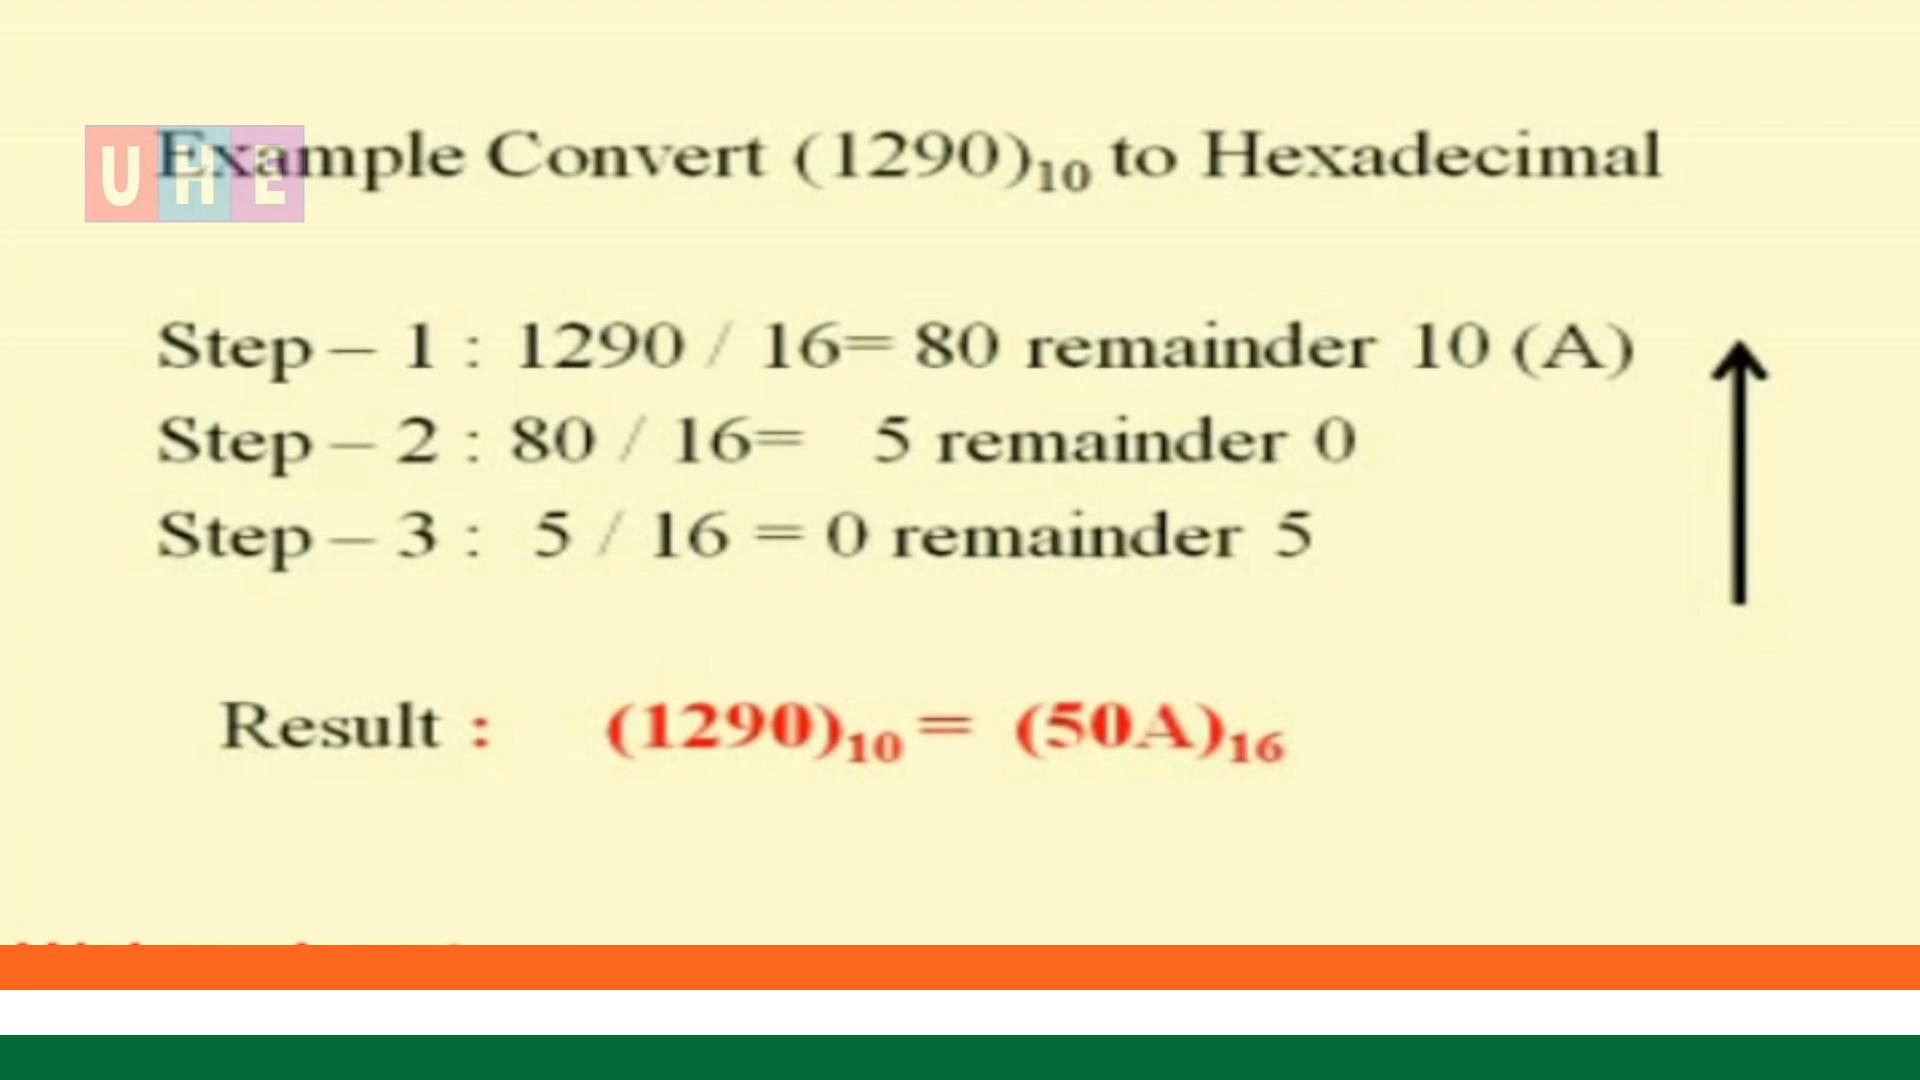 UHE
Example Convert (1290)₁₀ to Hexadecimal
Step – 1 : 1290 / 16= 80 remainder 10 (A)
Step – 2 : 80 / 16= 5 remainder 0
Step – 3 : 5 / 16 = 0 remainder 5
Result : (1290)₁₀ = (50A)₁₆